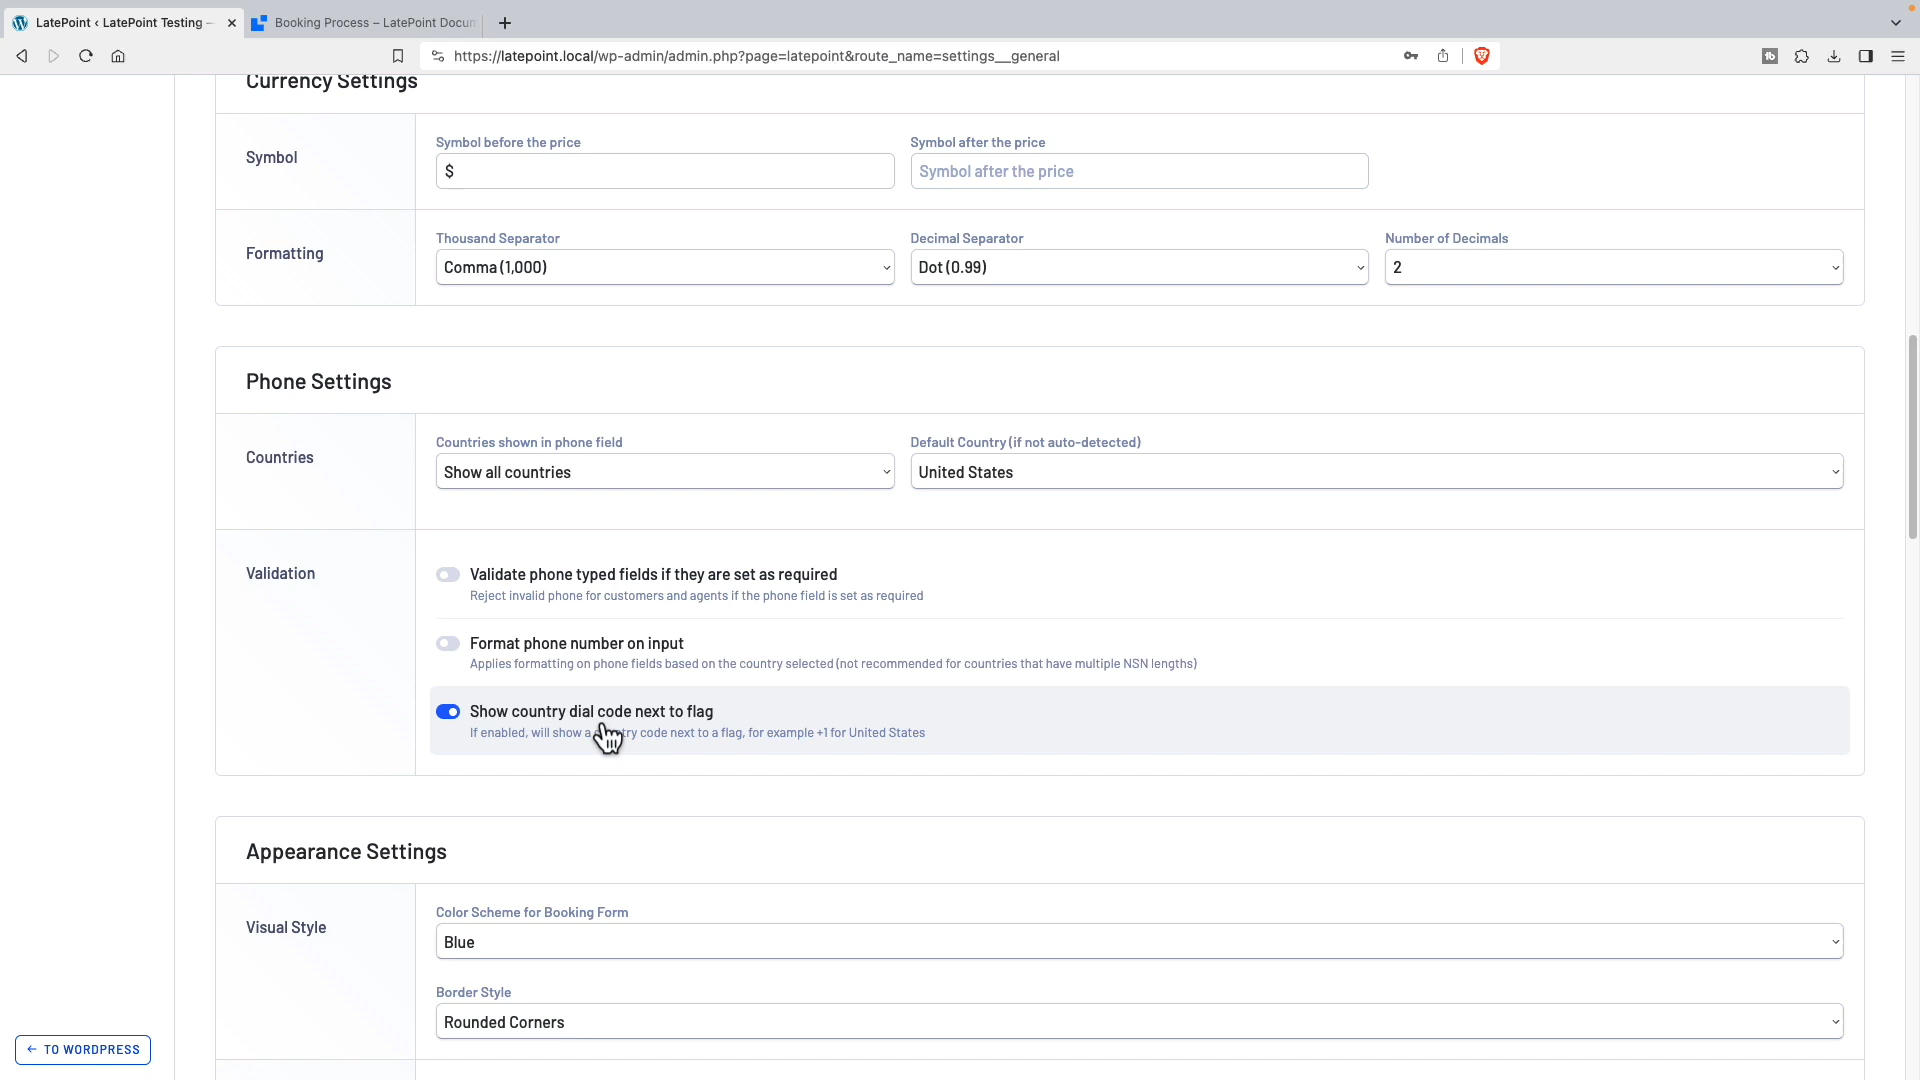 LatePoint ‹ LatePoint Testing –
Booking Process – LatePoint Docum
https://latepoint.local/wp-admin/admin.php?page=latepoint&route_name=settings__general
Currency Settings
Symbol
Symbol before the price
$
Symbol after the price
Symbol after the price
Formatting
Thousand Separator
Comma (1,000)
Decimal Separator
Dot (0.99)
Number of Decimals
2
Phone Settings
Countries
Countries shown in phone field
Show all countries
Default Country (if not auto-detected)
United States
Validation
Validate phone typed fields if they are set as required
Reject invalid phone for customers and agents if the phone field is set as required
Format phone number on input
Applies formatting on phone fields based on the country selected (not recommended for countries that have multiple NSN lengths)
Show country dial code next to flag
If enabled, will show a country code next to a flag, for example +1 for United States
Appearance Settings
Visual Style
Color Scheme for Booking Form
Blue
Border Style
Rounded Corners
← TO WORDPRESS